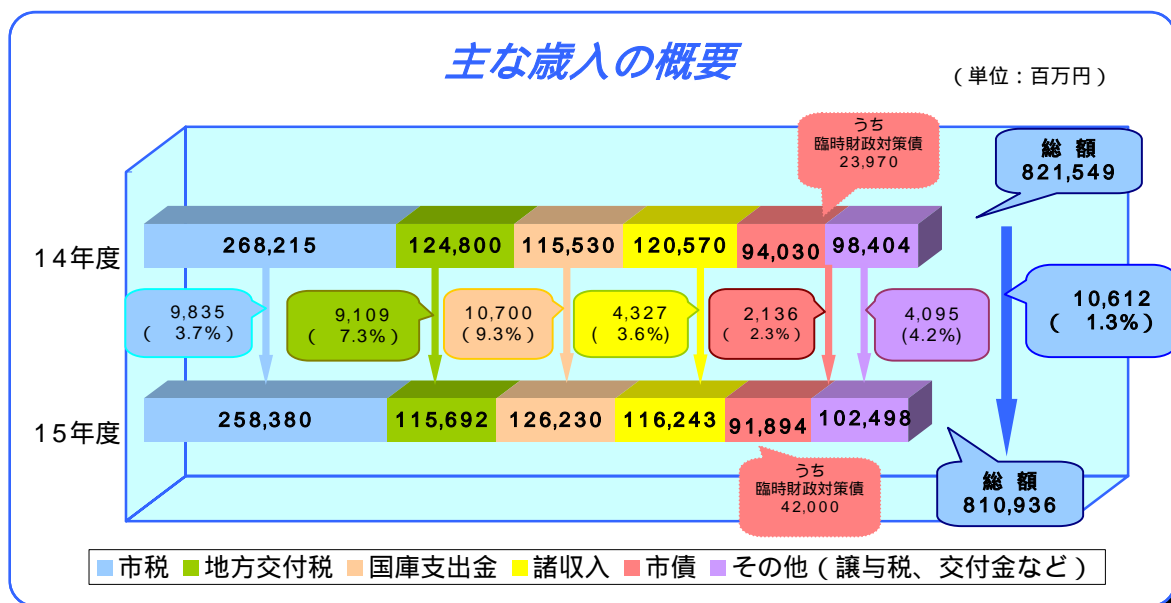 主な歳入の概要
（単位：百万円）
うち
臨時財政対策債
23,970
総 額
821,549
14年度
268,215
124,800
115,530
120,570
94,030
98,404
9,835
(　3.7%)
9,109
(　7.3%)
10,700
(9.3%)
4,327
(　3.6%)
2,136
(　2.3%)
4,095
(4.2%)
10,612
(　1.3%)
15年度
258,380
115,692
126,230
116,243
91,894
102,498
うち
臨時財政対策債
42,000
総 額
810,936
市税 地方交付税 国庫支出金 諸収入 市債 その他（譲与税、交付金など）